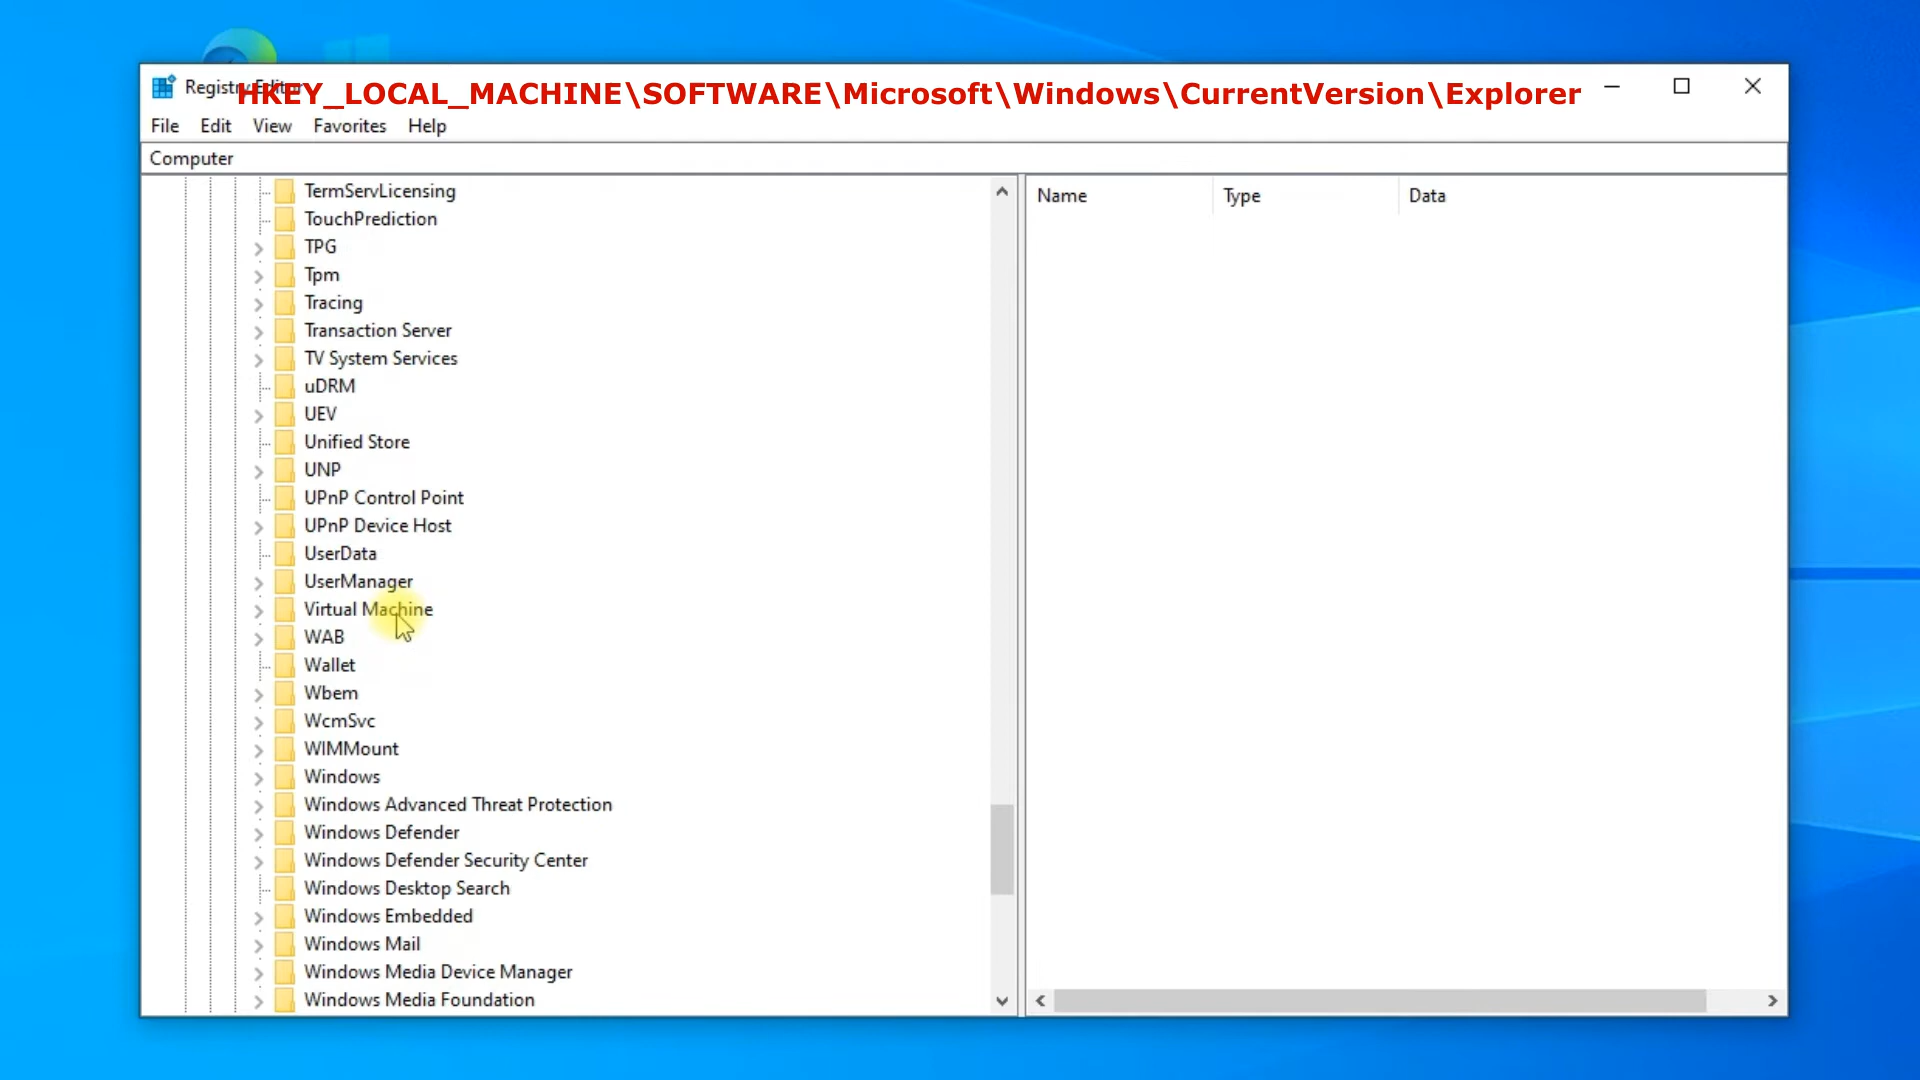 Registry Editor
HKEY_LOCAL_MACHINE\SOFTWARE\Microsoft\Windows\CurrentVersion\Explorer
File Edit View Favorites Help
Computer
TermServLicensing
TouchPrediction
TPG
Tpm
Tracing
Transaction Server
TV System Services
uDRM
UEV
Unified Store
UNP
UPnP Control Point
UPnP Device Host
UserData
UserManager
Virtual Machine
WAB
Wallet
Wbem
WcmSvc
WIMMount
Windows
Windows Advanced Threat Protection
Windows Defender
Windows Defender Security Center
Windows Desktop Search
Windows Embedded
Windows Mail
Windows Media Device Manager
Windows Media Foundation
Name Type Data